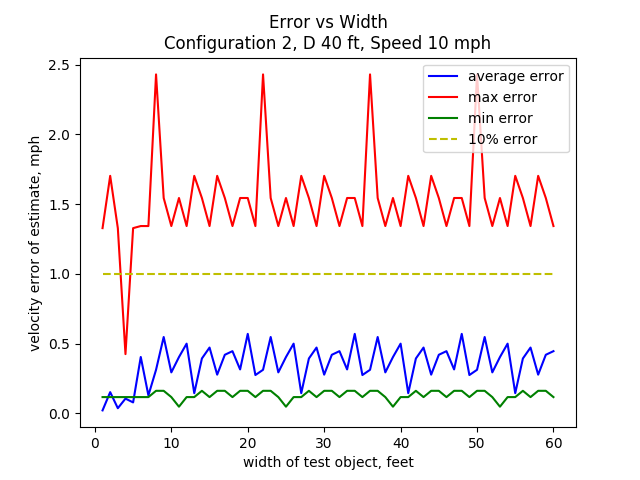 Error vs Width
Configuration 2, D 40 ft, Speed 10 mph
average error
max error
min error
10% error
velocity error of estimate, mph
2.5
2.0
1.5
1.0
0.5
0.0
0 10 20 30 40 50 60
width of test object, feet